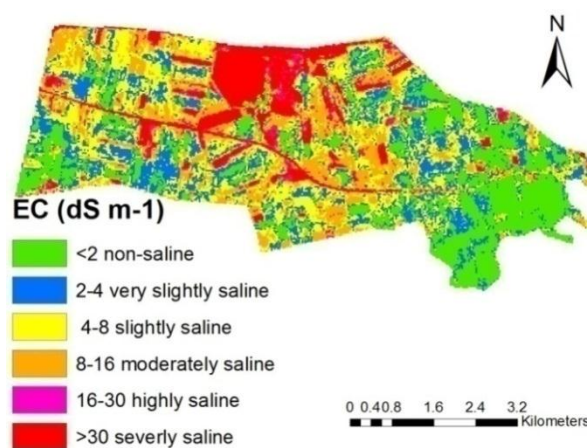 N
EC (dS m-1)
<2 non-saline
2-4 very slightly saline
4-8 slightly saline
8-16 moderately saline
16-30 highly saline
>30 severly saline
0 0.40.8 1.6 2.4 3.2
Kilometers